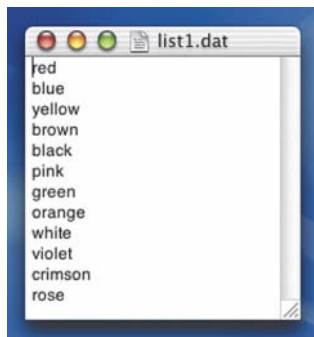 list1.dat
red
blue
yellow
brown
black
pink
green
orange
white
violet
crimson
rose